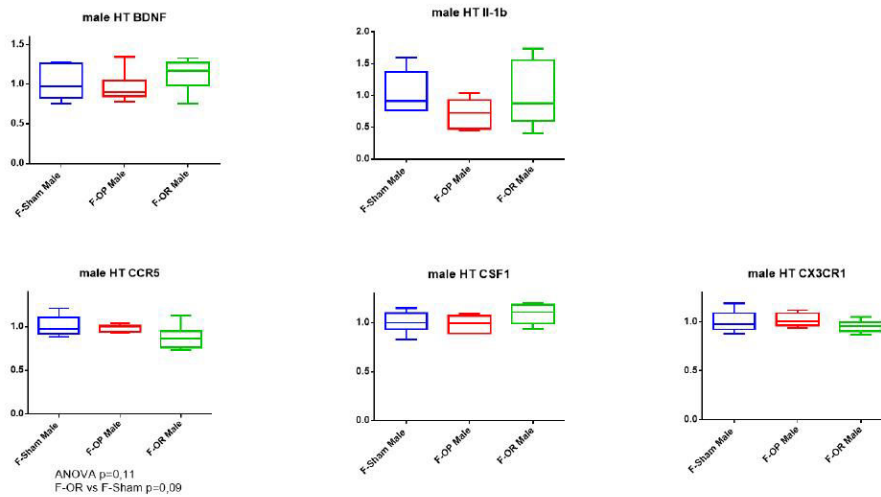 male HT BDNF
1.5
1.0
0.5
0.0
F-Sham Male
F-OP Male
F-OR Male
male HT Il-1b
2.0
1.5
1.0
0.5
0.0
F-Sham Male
F-OP Male
F-OR Male
male HT CCR5
1.0
0.5
0.0
F-Sham Male
F-OP Male
F-OR Male
ANOVA p=0,11
F-OR vs F-Sham p=0,09
male HT CSF1
1.0
0.5
0.0
F-Sham Male
F-OP Male
F-OR Male
male HT CX3CR1
1.0
0.5
0.0
F-Sham Male
F-OP Male
F-OR Male